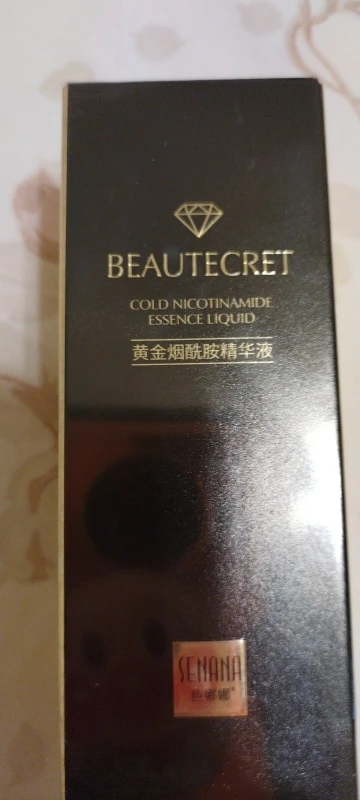 BEAUTECRET
COLD NICOTINAMIDE
ESSENCE LIQUID
黄金烟酰胺精华液
SENANA